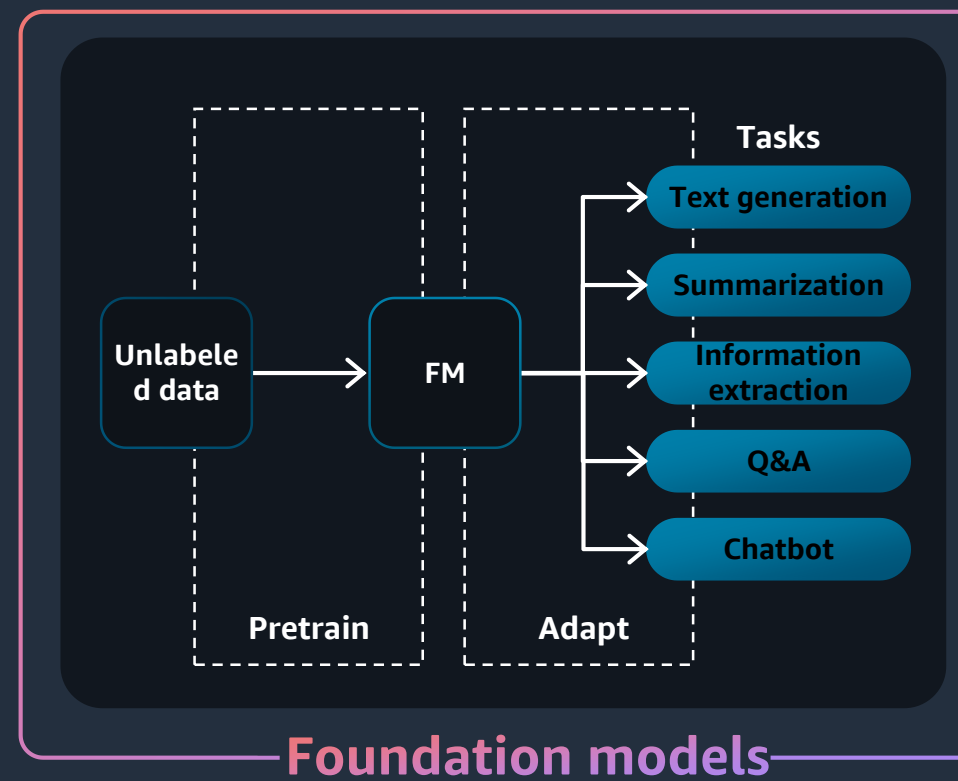 Tasks
Text generation
Summarization
Unlabele
d data
FM
Information
extraction
Q&A
Chatbot
Pretrain
Adapt
Foundation models